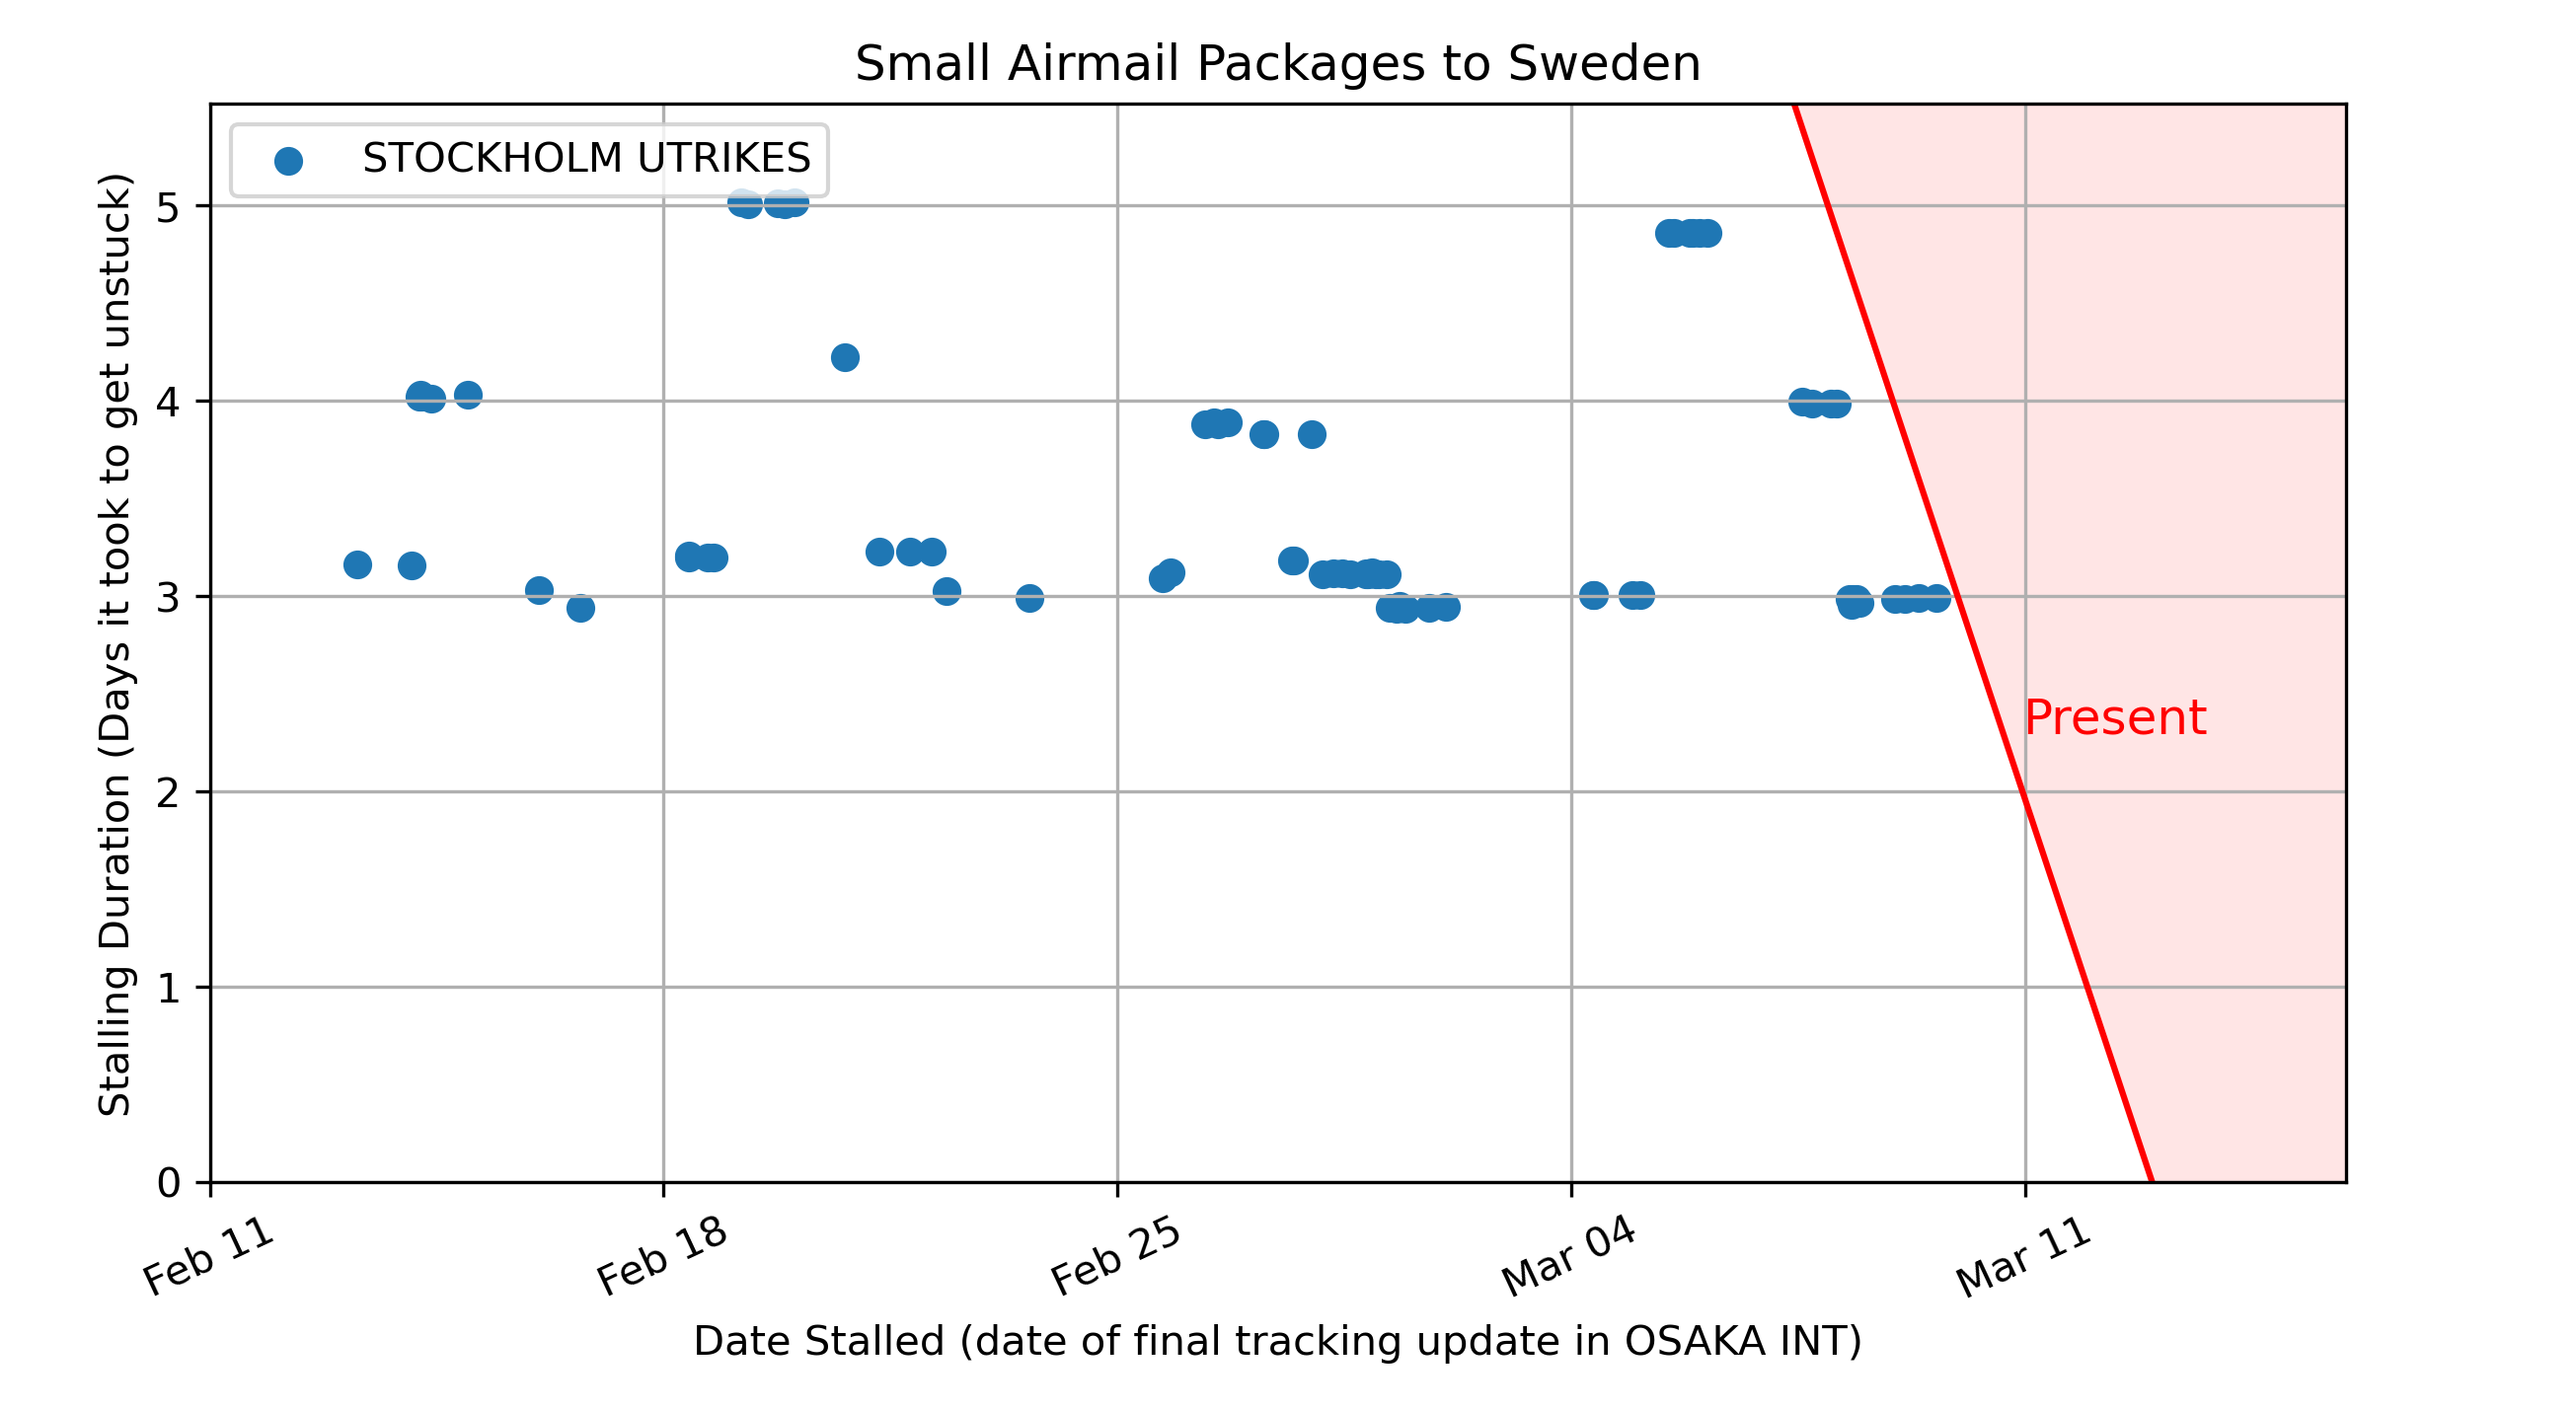 Small Airmail Packages to Sweden
STOCKHOLM UTRIKES
Stalling Duration (Days it took to get unstuck)
5
4
3
2
1
0
Present
Feb 11
Feb 18
Feb 25
Mar 04
Mar 11
Date Stalled (date of final tracking update in OSAKA INT)